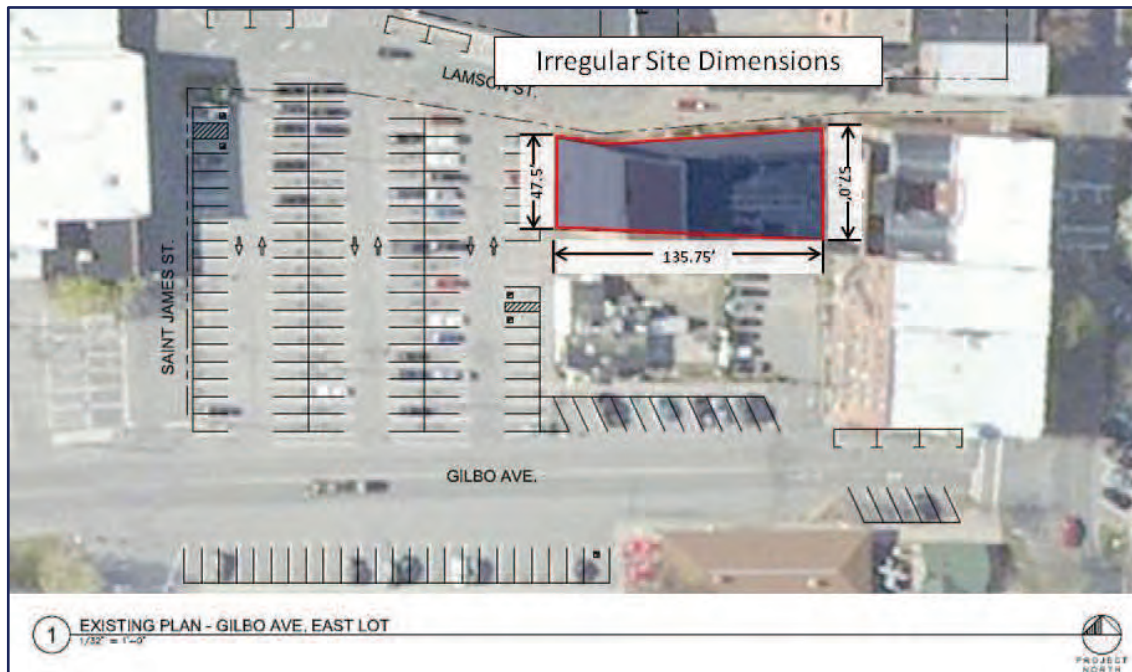 Irregular Site Dimensions
LAMSON ST.
47.5'
57.0'
135.75'
SAINT JAMES ST.
GILBO AVE.
1
EXISTING PLAN - GILBO AVE. EAST LOT
1/32" = 1'-0"
PROJECT
NORTH